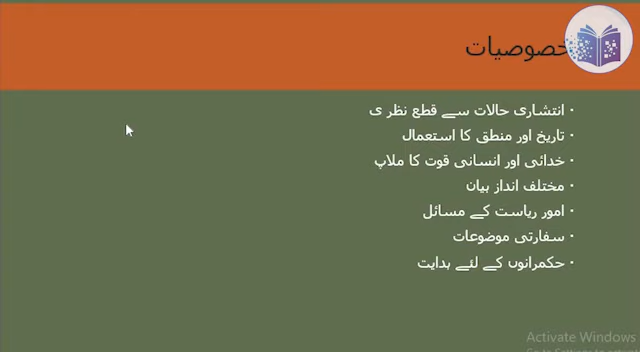 خصوصیات
• انتشاری حالات سے قطع نظر ی
• تاریخ اور منطق کا استعمال
• خدائی اور انسانی قوت کا ملاپ
• مختلف انداز بیان
• امور ریاست کے مسائل
• سفارتی موضوعات
• حکمرانوں کے لئے ہدایت
Activate Windows